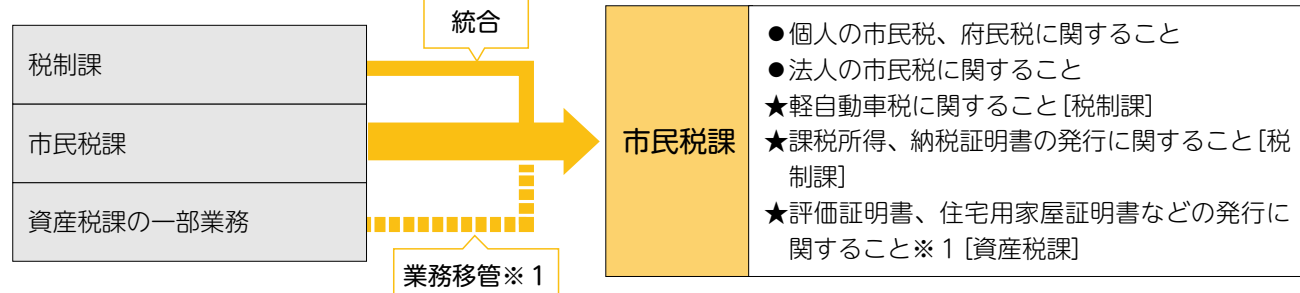 統合
税制課
市民税課
資産税課の一部業務
業務移管※1
市民税課
●個人の市民税、府民税に関すること
●法人の市民税に関すること
★軽自動車税に関すること[税制課]
★課税所得、納税証明書の発行に関すること[税
制課]
★評価証明書、住宅用家屋証明書などの発行に
関すること※1[資産税課]